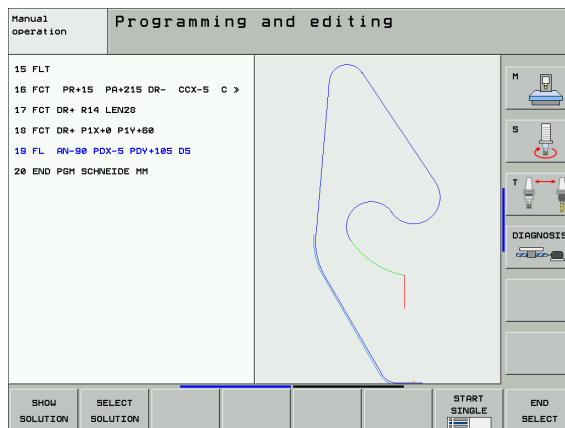 Manual
operation
Programming and editing
15 FLT
16 FCT PR+15 PA+215 DR- CCX-5 C »
17 FCT DR+ R14 LEN28
18 FCT DR+ P1X+0 P1Y+60
19 FL AN-90 PDX-5 PDY+105 D5
20 END PGM SCHNEIDE MM
M
S
T
DIAGNOSIS
SHOW
SOLUTION
SELECT
SOLUTION
START
SINGLE
END
SELECT